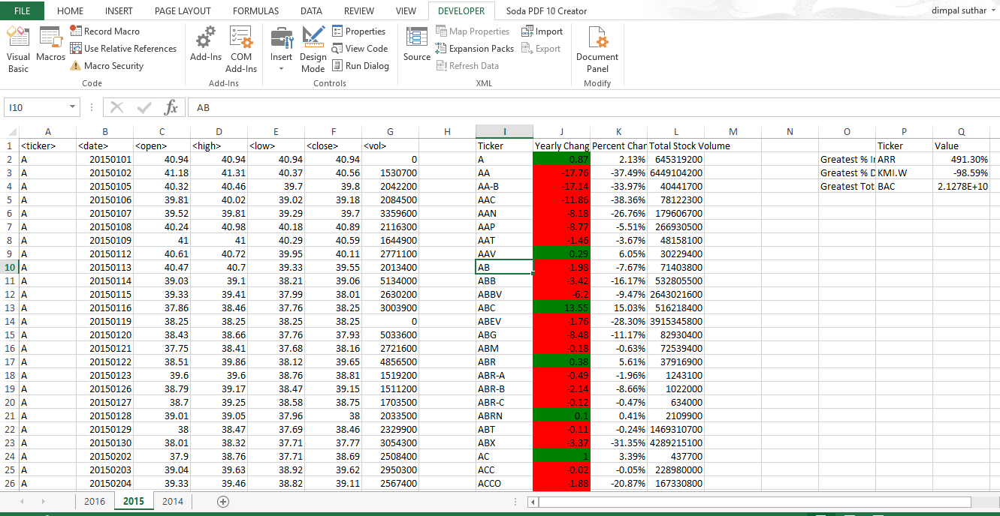 FILE HOME INSERT PAGE LAYOUT FORMULAS DATA REVIEW VIEW DEVELOPER Soda PDF 10 Creator dimpal suthar
Visual Basic
Macros
Record Macro
Use Relative References
Macro Security
Code
Add-Ins
COM Add-Ins
Add-Ins
Insert
Design Mode
Properties
View Code
Run Dialog
Controls
Source
Map Properties
Expansion Packs
Refresh Data
Import
Export
XML
Document Panel
Modify
I10 fx AB
A B C D E F G H I J K L M N O P Q
1 <ticker> <date> <open> <high> <low> <close> <vol> Ticker Yearly Chang Percent Char Total Stock Volume Ticker Value
2 A 20150101 40.94 40.94 40.94 40.94 0 A 0.87 2.13% 645319200 Greatest % I ARR 491.30%
3 A 20150102 41.18 41.31 40.37 40.56 1530700 AA -17.76 -37.49% 6449104200 Greatest % D KMI.W -98.59%
4 A 20150105 40.32 40.46 39.7 39.8 2042200 AA-B -17.14 -33.97% 40441700 Greatest Tot BAC 2.1278E+10
5 A 20150106 39.81 40.02 39.02 39.18 2084500 AAC -11.86 -38.36% 78122300
6 A 20150107 39.52 39.81 39.29 39.7 3359600 AAN -8.18 -26.76% 179606700
7 A 20150108 40.24 40.98 40.18 40.89 2116300 AAP -8.77 -5.51% 266930500
8 A 20150109 41 41 40.29 40.59 1644900 AAT -1.46 -3.67% 48158100
9 A 20150112 40.61 40.72 39.95 40.11 2771100 AAV 0.29 6.05% 30229400
10 A 20150113 40.47 40.7 39.33 39.55 2013400 AB -1.98 -7.67% 71403800
11 A 20150114 39.03 39.1 38.21 39.06 5134000 ABB -3.42 -16.17% 532805500
12 A 20150115 39.33 39.41 37.99 38.01 2630200 ABBV -6.2 -9.47% 2643021600
13 A 20150116 37.86 38.46 37.76 38.25 3003900 ABC 13.55 15.03% 516218400
14 A 20150119 38.25 38.25 38.25 38.25 0 ABEV -1.76 -28.30% 3915345800
15 A 20150120 38.43 38.66 37.76 37.93 5033600 ABG -8.48 -11.17% 82930400
16 A 20150121 37.75 38.41 37.68 38.16 2721600 ABM -0.18 -0.63% 72539400
17 A 20150122 38.51 39.86 38.12 39.65 4856500 ABR 0.38 5.61% 37916900
18 A 20150123 39.6 39.6 38.76 38.81 1519200 ABR-A -0.49 -1.96% 1243100
19 A 20150126 38.79 39.17 38.47 39.15 1511200 ABR-B -2.14 -8.66% 1022000
20 A 20150127 38.7 39.25 38.58 38.75 1703500 ABR-C -0.12 -0.47% 634000
21 A 20150128 39.01 39.05 37.96 38 2033500 ABRN 0.1 0.41% 2109900
22 A 20150129 38 38.47 37.69 38.46 2329900 ABT -0.11 -0.24% 1469310700
23 A 20150130 38.01 38.32 37.71 37.77 3054300 ABX -3.37 -31.35% 4289215100
24 A 20150202 37.9 38.76 37.71 38.69 2508400 AC 1 3.39% 437700
25 A 20150203 39.04 39.63 38.92 39.62 2950300 ACC -0.02 -0.05% 228980000
26 A 20150204 39.33 39.46 38.82 39.11 2567400 ACCO -1.88 -20.87% 167330800
2016 2015 2014